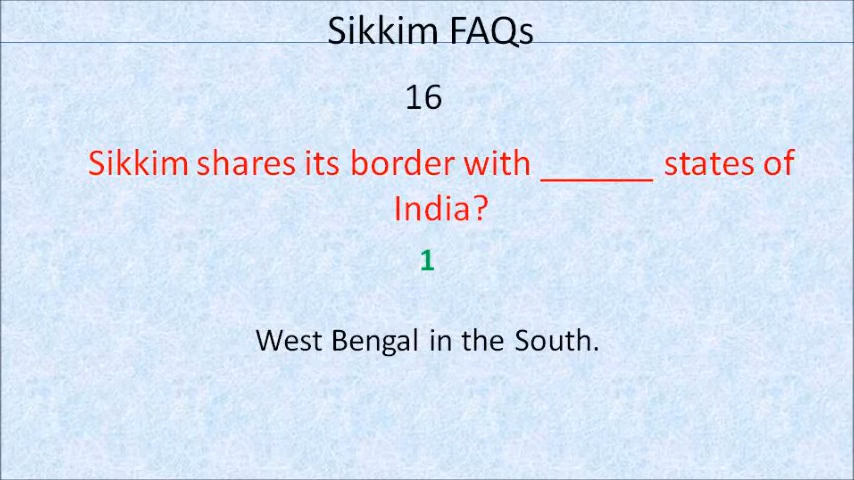 Sikkim FAQs
16
Sikkim shares its border with ______ states of
India?
1
West Bengal in the South.